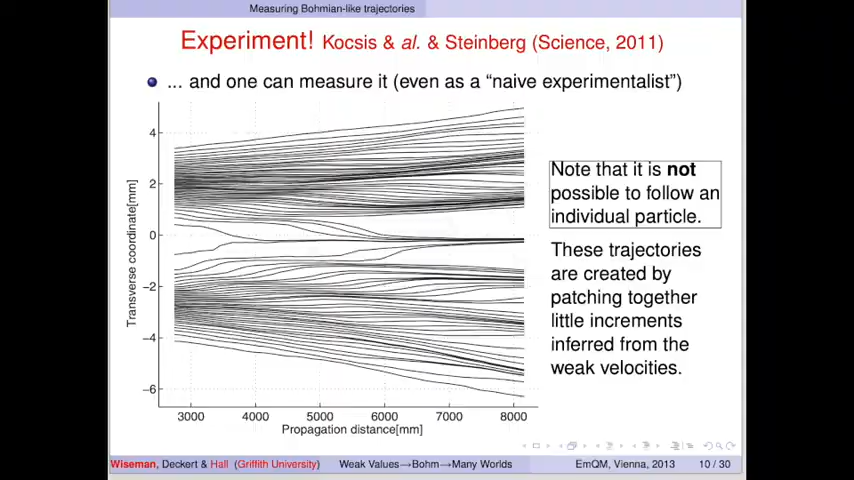 Measuring Bohmian-like trajectories
Experiment! Kocsis & al. & Steinberg (Science, 2011)
... and one can measure it (even as a “naive experimentalist”)
4
2
0
−2
−4
−6
Transverse coordinate[mm]
3000 4000 5000 6000 7000 8000
Propagation distance[mm]
Note that it is not
possible to follow an
individual particle.
These trajectories
are created by
patching together
little increments
inferred from the
weak velocities.
Wiseman, Deckert & Hall (Griffith University) Weak Values→Bohm→Many Worlds EmQM, Vienna, 2013 10 / 30